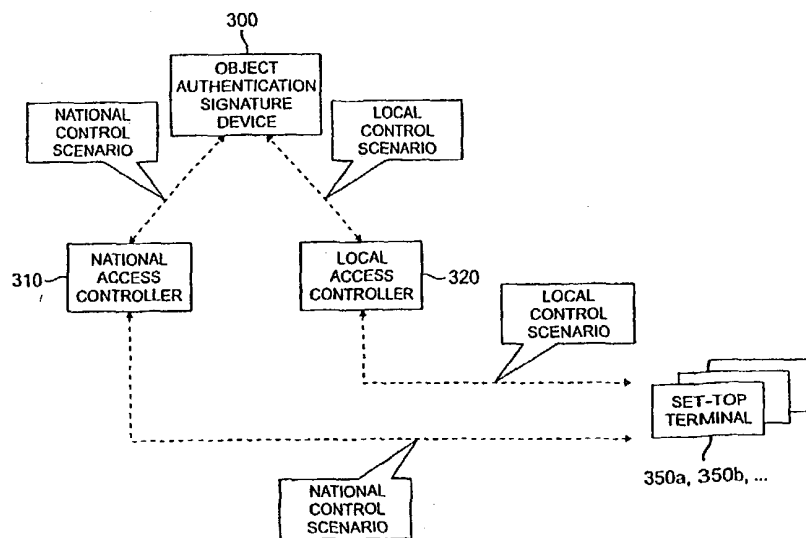 300
OBJECT
AUTHENTICATION
SIGNATURE
DEVICE
NATIONAL
CONTROL
SCENARIO
LOCAL
CONTROL
SCENARIO
310
NATIONAL
ACCESS
CONTROLLER
LOCAL
ACCESS
CONTROLLER
320
LOCAL
CONTROL
SCENARIO
SET-TOP
TERMINAL
350a, 350b, ...
NATIONAL
CONTROL
SCENARIO